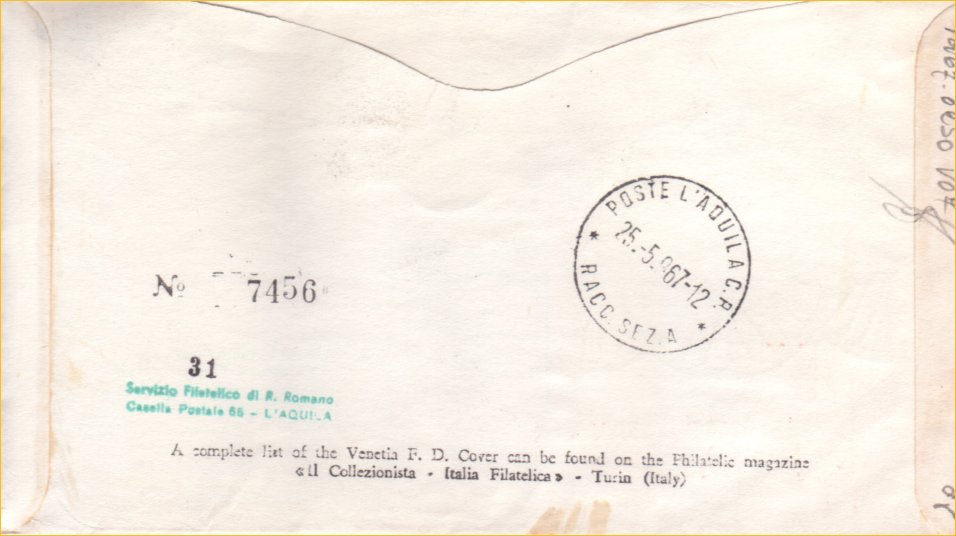 POSTE L'AQUILA C.P.
25.-5.967-12
RACC. SEZ. A
Nº 7456
31
Servizio Filatelico di R. Romano
Casella Postale 66 - L'AQUILA
A complete list of the Venetia F. D. Cover can be found on the Philatelic magazine
«Il Collezionista - Italia Filatelica» - Turin (Italy)